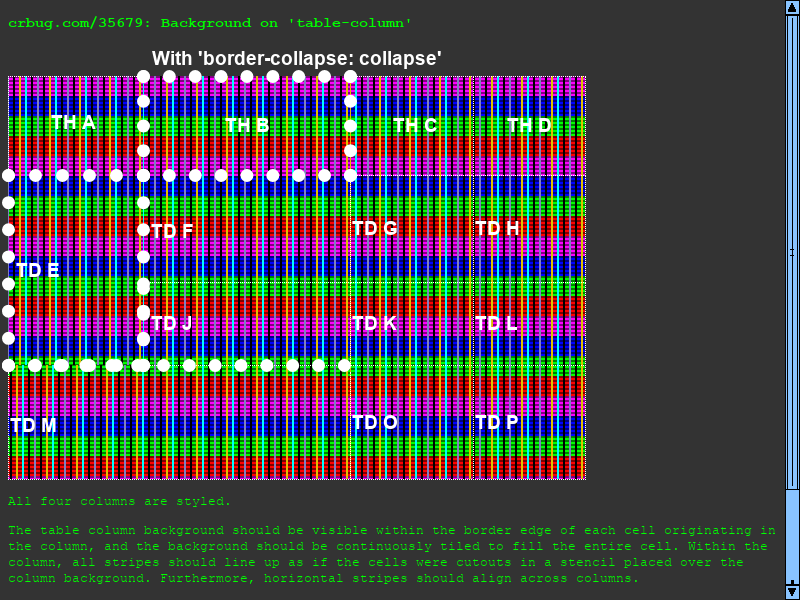 crbug.com/35679: Background on 'table-column'
With 'border-collapse: collapse'
TH A TH B TH C TH D
TD F TD G TD H
TD E
TD J TD K TD L
TD M TD O TD P
All four columns are styled.
The table column background should be visible within the border edge of each cell originating in
the column, and the background should be continuously tiled to fill the entire cell. Within the
column, all stripes should line up as if the cells were cutouts in a stencil placed over the
column background. Furthermore, horizontal stripes should align across columns.